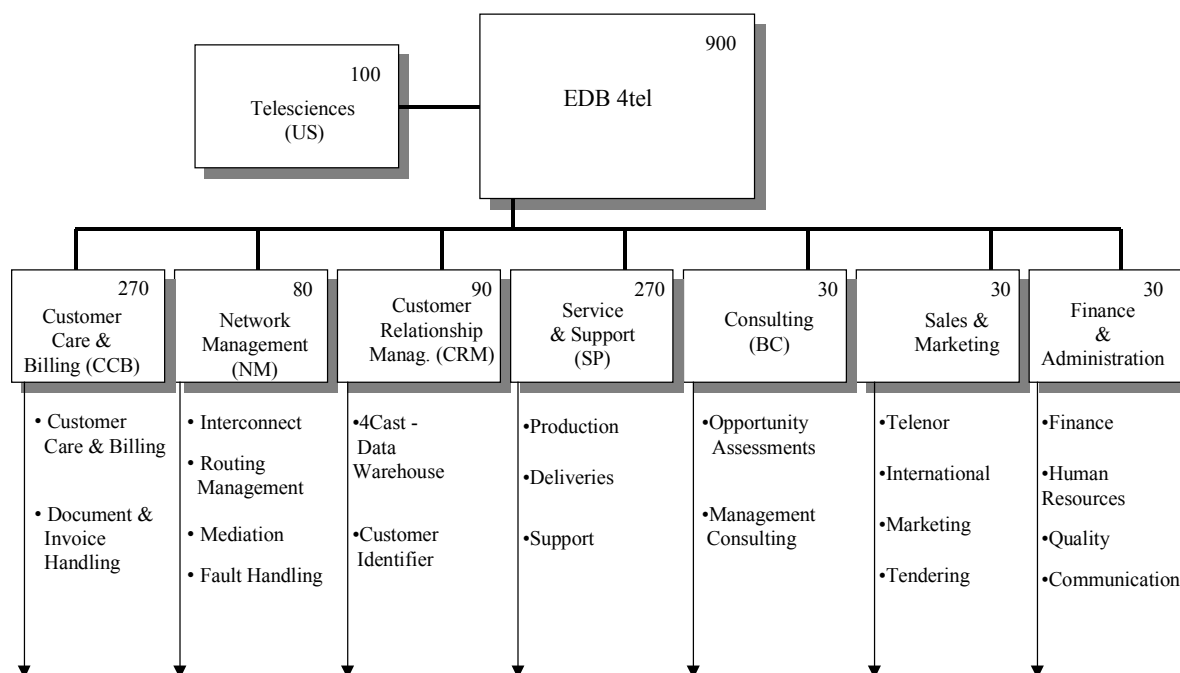 900
EDB 4tel
100
Telesciences
(US)
270
Customer
Care &
Billing (CCB)
80
Network
Management
(NM)
90
Customer
Relationship
Manag. (CRM)
270
Service
& Support
(SP)
30
Consulting
(BC)
30
Sales &
Marketing
30
Finance
&
Administration
• Customer
Care & Billing
• Document &
Invoice
Handling
• Interconnect
• Routing
Management
• Mediation
• Fault Handling
•4Cast -
Data
Warehouse
•Customer
Identifier
•Production
•Deliveries
•Support
•Opportunity
Assessments
•Management
Consulting
•Telenor
•International
•Marketing
•Tendering
•Finance
•Human
Resources
•Quality
•Communication